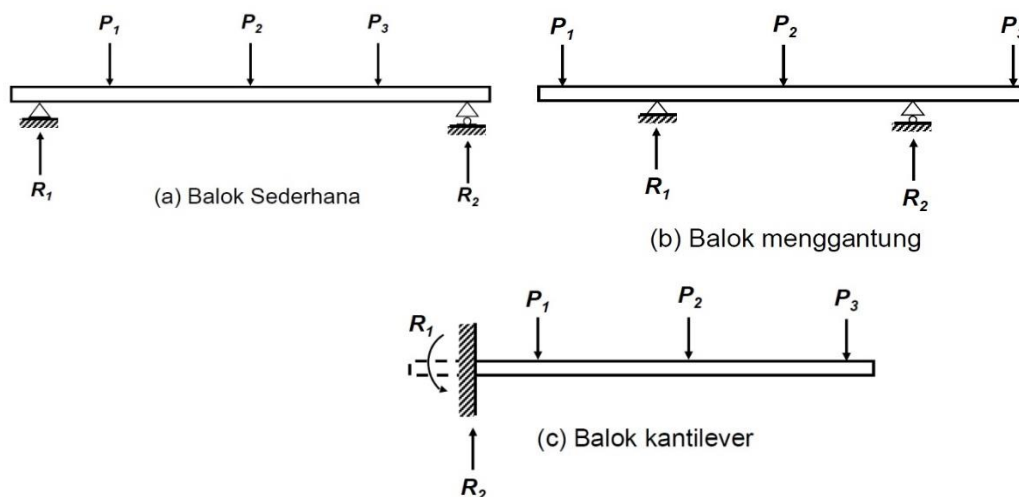 P₁ P₂ P₃
R₁ R₂
(a) Balok Sederhana
P₁ P₂ P₃
R₁ R₂
(b) Balok menggantung
P₁ P₂ P₃
R₁
R₂
(c) Balok kantilever